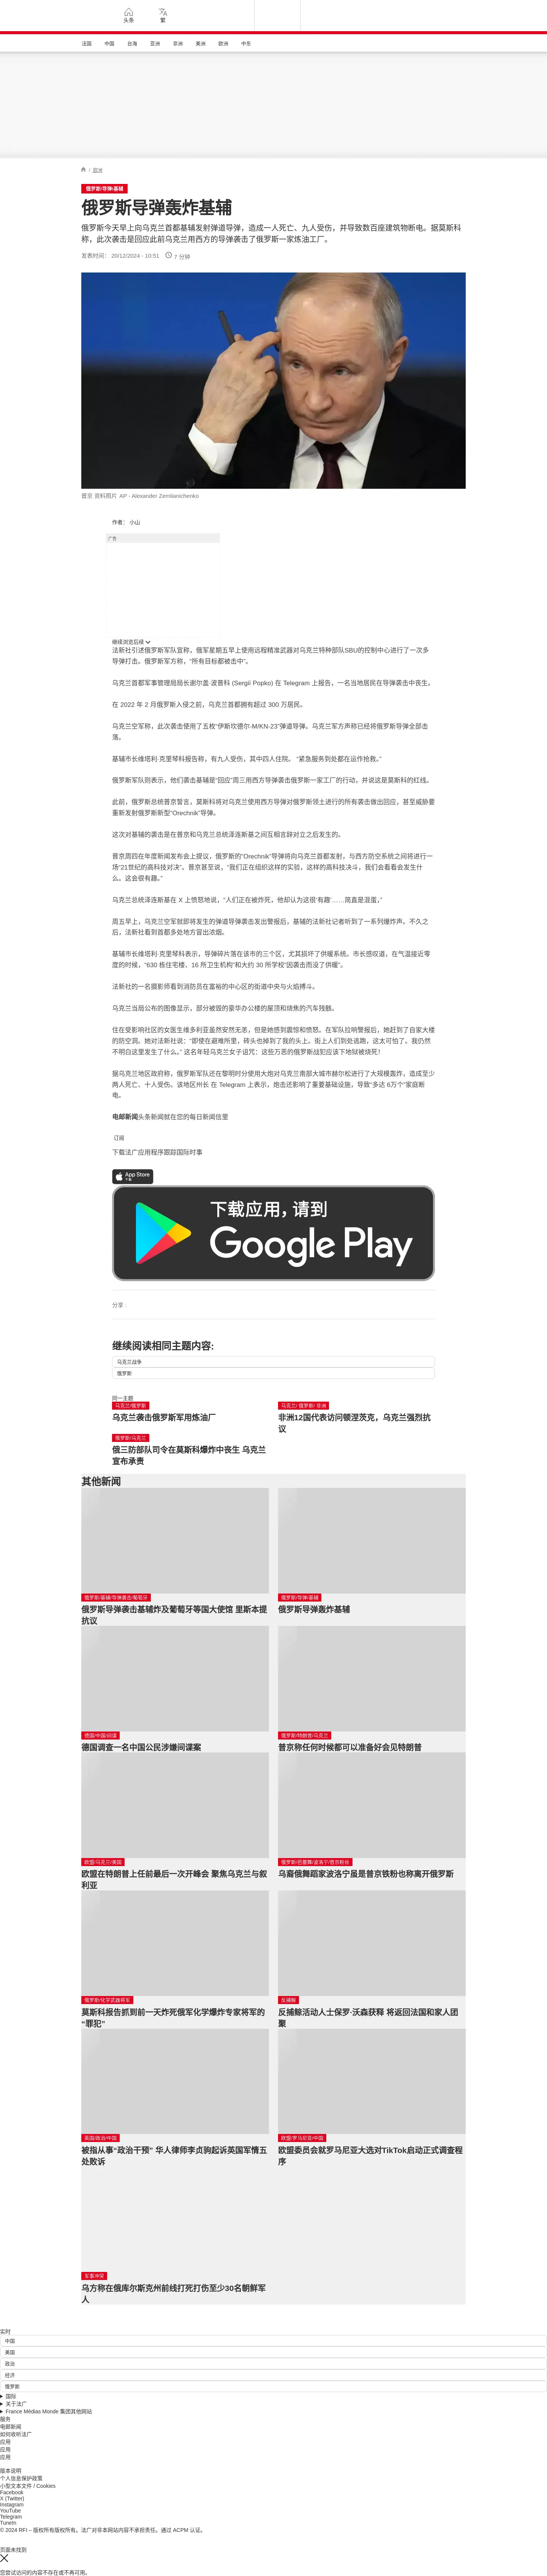 头条
繁
法国
中国
台海
亚洲
非洲
美洲
欧洲
中东
/ 欧洲
俄罗斯/导弹/基辅
俄罗斯导弹轰炸基辅
俄罗斯今天早上向乌克兰首都基辅发射弹道导弹，造成一人死亡、九人受伤，并导致数百座建筑物断电。据莫斯科
称，此次袭击是回应此前乌克兰用西方的导弹袭击了俄罗斯一家炼油工厂。
发表时间： 20/12/2024 - 10:51
7 分钟
普京 资料照片 AP - Alexander Zemlianichenko
作者： 小山
广告
继续浏览后续
法新社引述俄罗斯军队宣称，俄军星期五早上使用远程精准武器对乌克兰特种部队SBU的控制中心进行了一次多
导弹打击。俄罗斯军方称，“所有目标都被击中”。
乌克兰首都军事管理局局长谢尔盖·波普科 (Sergii Popko) 在 Telegram 上报告，一名当地居民在导弹袭击中丧生。
在 2022 年 2 月俄罗斯入侵之前，乌克兰首都拥有超过 300 万居民。
乌克兰空军称，此次袭击使用了五枚“伊斯坎德尔-M/KN-23”弹道导弹。乌克兰军方声称已经将俄罗斯导弹全部击
落。
基辅市长维塔利·克里琴科报告称，有九人受伤，其中四人住院。 “紧急服务到处都在运作抢救。”
俄罗斯军队则表示，他们袭击基辅是“回应”周三用西方导弹袭击俄罗斯一家工厂的行动，并说这是莫斯科的红线。
此前，俄罗斯总统普京誓言，莫斯科将对乌克兰使用西方导弹对俄罗斯领土进行的所有袭击做出回应，甚至威胁要
重新发射俄罗斯新型“Orechnik”导弹。
这次对基辅的袭击是在普京和乌克兰总统泽连斯基之间互相言辞对立之后发生的。
普京周四在年度新闻发布会上提议，俄罗斯的“Orechnik”导弹将向乌克兰首都发射，与西方防空系统之间将进行一
场“21世纪的高科技对决”。普京甚至说，“我们正在组织这样的实验，这样的高科技决斗，我们会看看会发生什
么。这会很有趣。”
乌克兰总统泽连斯基在 X 上愤怒地说，“人们正在被炸死，他却认为这很‘有趣’……简直是混蛋，”
周五早上，乌克兰空军就即将发生的弹道导弹袭击发出警报后，基辅的法新社记者听到了一系列爆炸声。不久之
后，法新社看到首都多处地方冒出浓烟。
基辅市长维塔利·克里琴科表示，导弹碎片落在该市的三个区，尤其损坏了供暖系统。市长感叹道，在气温接近零
度的时候，“630 栋住宅楼、16 所卫生机构”和大约 30 所学校“因袭击而没了供暖”。
法新社的一名摄影师看到消防员在富裕的中心区的街道中央与火焰搏斗。
乌克兰当局公布的图像显示，部分被毁的豪华办公楼的屋顶和烧焦的汽车残骸。
住在受影响社区的女医生维多利亚虽然安然无恙，但是她感到震惊和愤怒。在军队拉响警报后，她赶到了自家大楼
的防空洞。她对法新社说：“即使在避难所里，砖头也掉到了我的头上。街上人们到处逃跑，这太可怕了。我仍然
不明白这里发生了什么。” 这名年轻乌克兰女子诅咒：这些万恶的俄罗斯战犯应该下地狱被烧死！
据乌克兰地区政府称，俄罗斯军队还在黎明时分使用大炮对乌克兰南部大城市赫尔松进行了大规模轰炸，造成至少
两人死亡、十人受伤。该地区州长 在 Telegram 上表示，炮击还影响了重要基础设施，导致“多达 6万个”家庭断
电。
电邮新闻头条新闻就在您的每日新闻信里
订阅
下载法广应用程序跟踪国际时事
App Store
下载
下载应用，请到
Google Play
分享 :
继续阅读相同主题内容:
乌克兰战争
俄罗斯
同一主题
乌克兰/俄罗斯
乌克兰袭击俄罗斯军用炼油厂
乌克兰/ 俄罗斯/ 非洲
非洲12国代表访问顿涅茨克，乌克兰强烈抗
议
俄罗斯/乌克兰
俄三防部队司令在莫斯科爆炸中丧生 乌克兰
宣布承责
其他新闻
俄罗斯/基辅/导弹袭击/葡萄牙
俄罗斯导弹袭击基辅炸及葡萄牙等国大使馆 里斯本提
抗议
俄罗斯/导弹/基辅
俄罗斯导弹轰炸基辅
德国/中国/间谍
德国调查一名中国公民涉嫌间谍案
俄罗斯/特朗普/乌克兰
普京称任何时候都可以准备好会见特朗普
欧盟/乌克兰/美国
欧盟在特朗普上任前最后一次开峰会 聚焦乌克兰与叙
利亚
俄罗斯/芭蕾舞/波洛宁/普京粉丝
乌裔俄舞蹈家波洛宁虽是普京铁粉也称离开俄罗斯
俄罗斯/化学武器将军
莫斯科报告抓到前一天炸死俄军化学爆炸专家将军的
“罪犯”
反捕鲸
反捕鲸活动人士保罗·沃森获释 将返回法国和家人团
聚
英国/政治/中国
被指从事“政治干预” 华人律师李贞驹起诉英国军情五
处败诉
欧盟/罗马尼亚/中国
欧盟委员会就罗马尼亚大选对TikTok启动正式调查程
序
军事冲突
乌方称在俄库尔斯克州前线打死打伤至少30名朝鲜军
人
实时
中国
美国
政治
经济
俄罗斯
国际
关于法广
France Médias Monde 集团其他网站
服务
电邮新闻
如何收听法广
应用
应用
应用
版本说明
个人信息保护政策
小型文本文件 / Cookies
Facebook
X (Twitter)
Instagram
YouTube
Telegram
TuneIn
© 2024 RFI – 版权所有版权所有。法广对非本网站内容不承担责任。通过 ACPM 认证。
页面未找到
您尝试访问的内容不存在或不再可用。